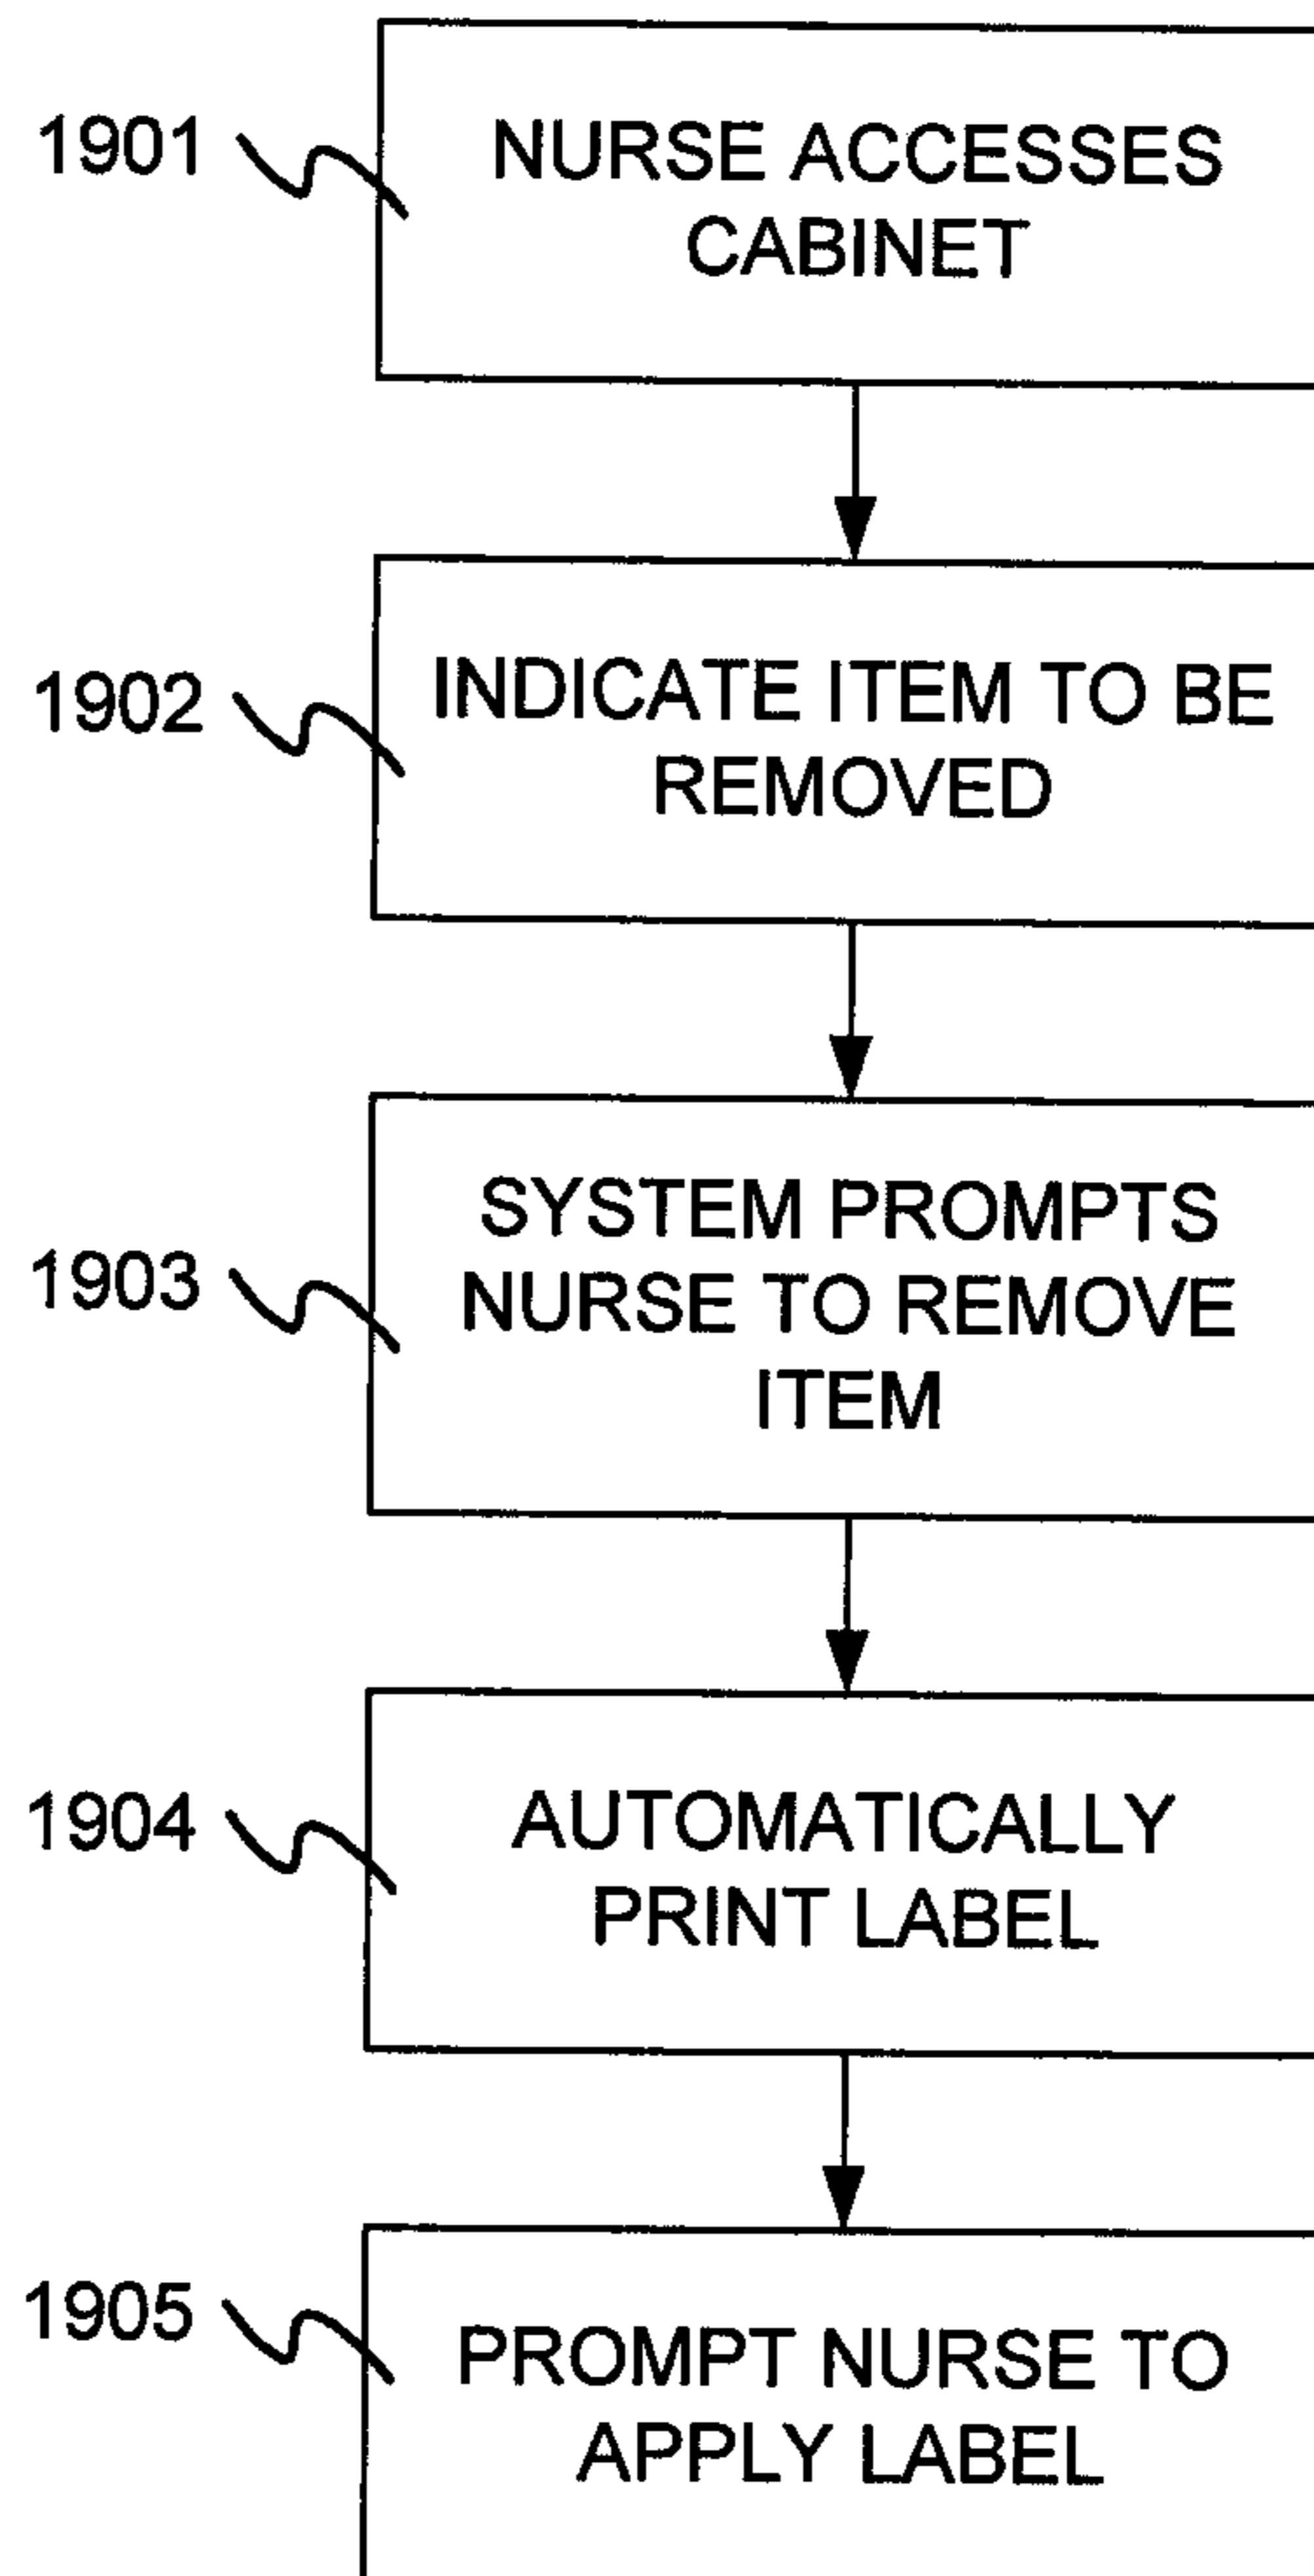 1901
NURSE ACCESSES
CABINET
1902
INDICATE ITEM TO BE
REMOVED
1903
SYSTEM PROMPTS
NURSE TO REMOVE
ITEM
1904
AUTOMATICALLY
PRINT LABEL
1905
PROMPT NURSE TO
APPLY LABEL